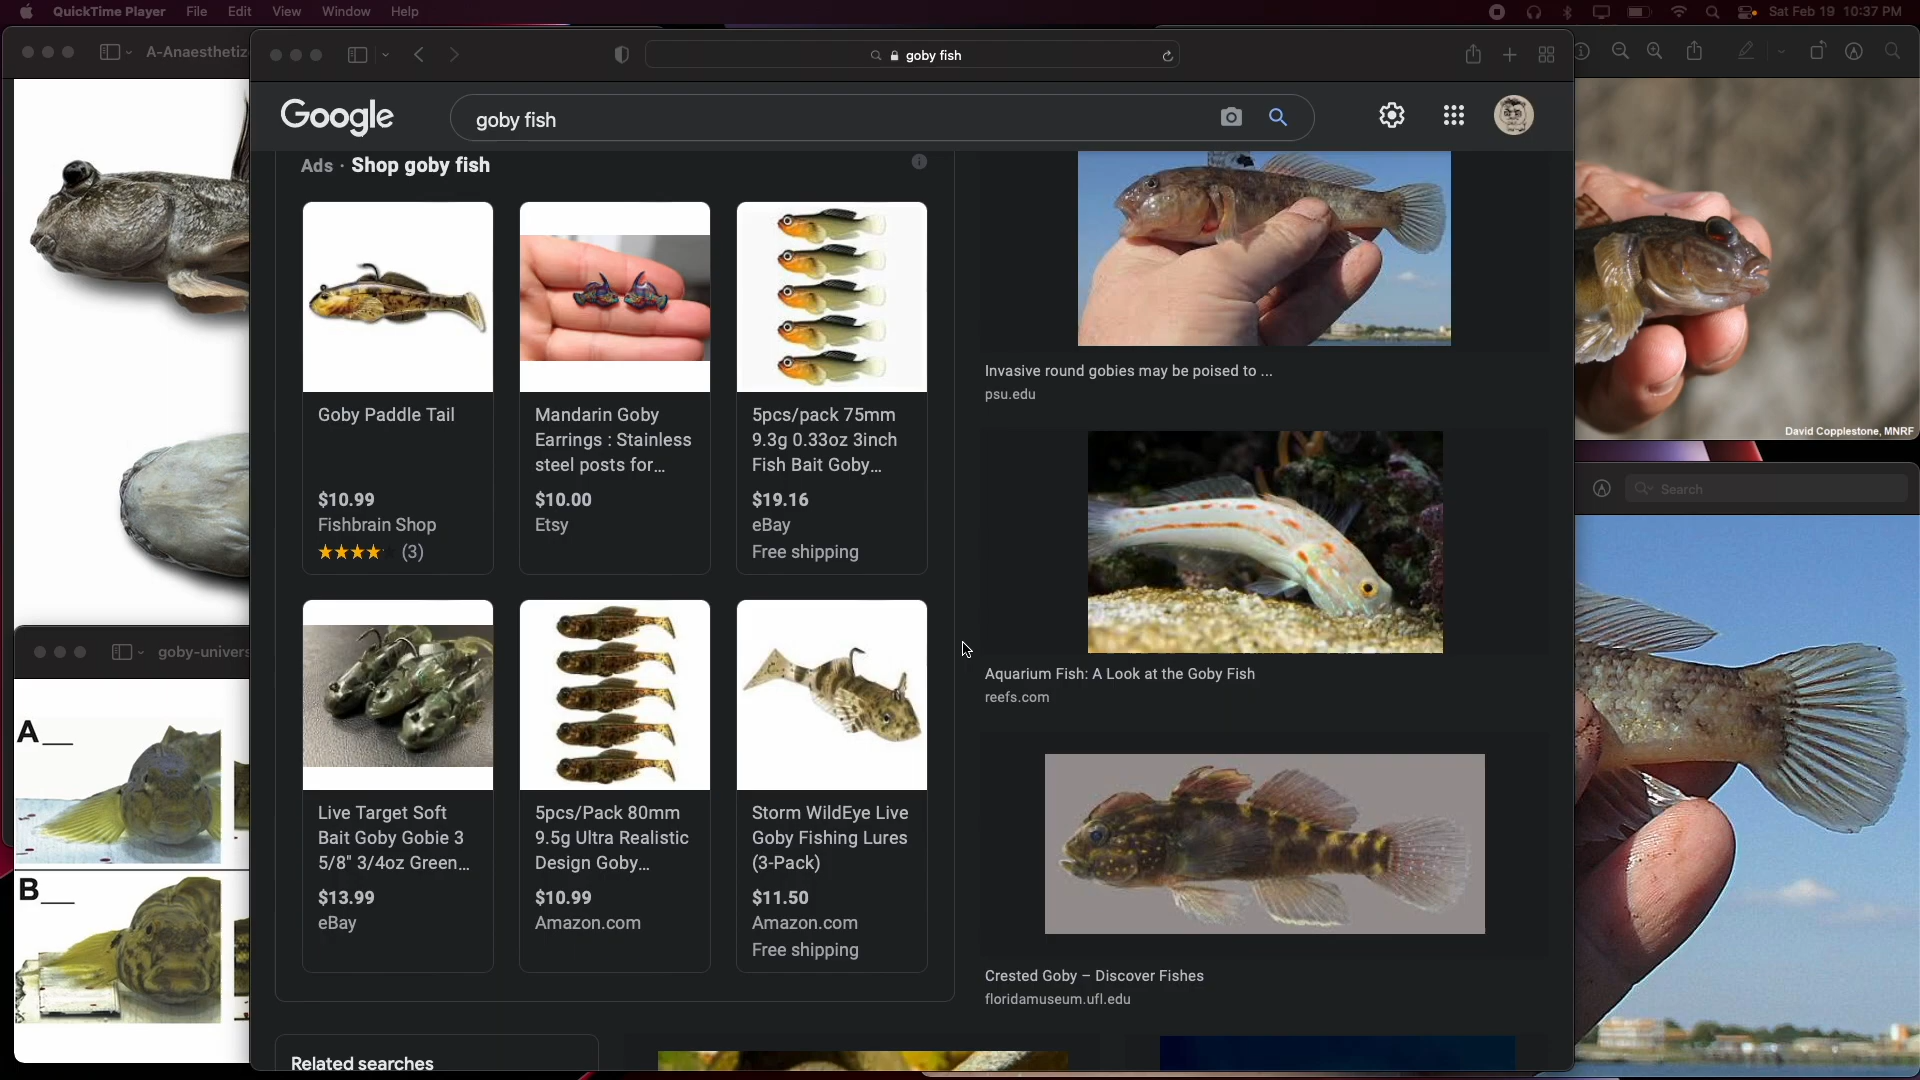 QuickTime Player File Edit View Window Help
Sat Feb 19 10:37 PM
A-Anaesthetiz
goby fish
Google
goby fish
Ads · Shop goby fish
Goby Paddle Tail
$10.99
Fishbrain Shop
(3)
Mandarin Goby
Earrings : Stainless
steel posts for...
$10.00
Etsy
5pcs/pack 75mm
9.3g 0.33oz 3inch
Fish Bait Goby...
$19.16
eBay
Free shipping
Live Target Soft
Bait Goby Gobie 3
5/8" 3/4oz Green...
$13.99
eBay
5pcs/Pack 80mm
9.5g Ultra Realistic
Design Goby...
$10.99
Amazon.com
Storm WildEye Live
Goby Fishing Lures
(3-Pack)
$11.50
Amazon.com
Free shipping
Related searches
Invasive round gobies may be poised to ...
psu.edu
Aquarium Fish: A Look at the Goby Fish
reefs.com
Crested Goby – Discover Fishes
floridamuseum.ufl.edu
David Copplestone, MNRF
Search
goby-univers
A__
B__